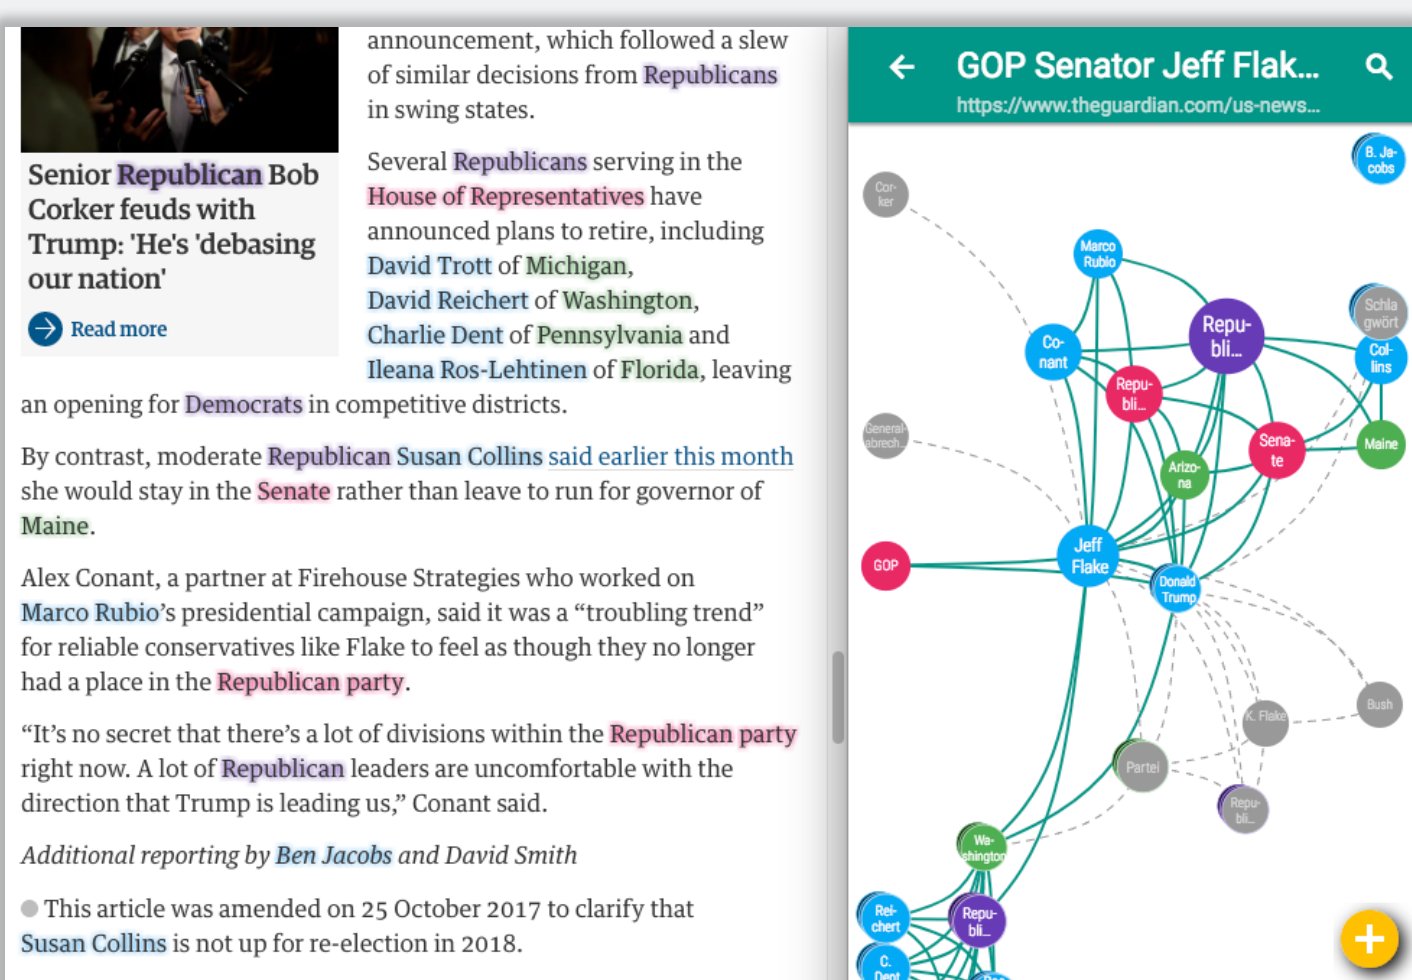 announcement, which followed a slew
of similar decisions from Republicans
in swing states.
Senior Republican Bob
Corker feuds with
Trump: 'He's 'debasing
our nation'
Read more
Several Republicans serving in the
House of Representatives have
announced plans to retire, including
David Trott of Michigan,
David Reichert of Washington,
Charlie Dent of Pennsylvania and
Ileana Ros-Lehtinen of Florida, leaving
an opening for Democrats in competitive districts.
By contrast, moderate Republican Susan Collins said earlier this month
she would stay in the Senate rather than leave to run for governor of
Maine.
Alex Conant, a partner at Firehouse Strategies who worked on
Marco Rubio’s presidential campaign, said it was a “troubling trend”
for reliable conservatives like Flake to feel as though they no longer
had a place in the Republican party.
“It’s no secret that there’s a lot of divisions within the Republican party
right now. A lot of Republican leaders are uncomfortable with the
direction that Trump is leading us,” Conant said.
Additional reporting by Ben Jacobs and David Smith
This article was amended on 25 October 2017 to clarify that
Susan Collins is not up for re-election in 2018.
GOP Senator Jeff Flak...
https://www.theguardian.com/us-news...
B. Ja-
cobs
Cor-
ker
Marco
Rubio
Schla
gwört
Repu-
bli...
Co-
nant
Col-
lins
Repu-
bli...
General-
abrech...
Sena-
te
Maine
Arizo-
na
Jeff
Flake
GOP
Donald
Trump
Bush
K. Flake
Partei
Repu-
bli...
Wa-
shington
Rei-
chert
Repu-
bli...
C.
Dent